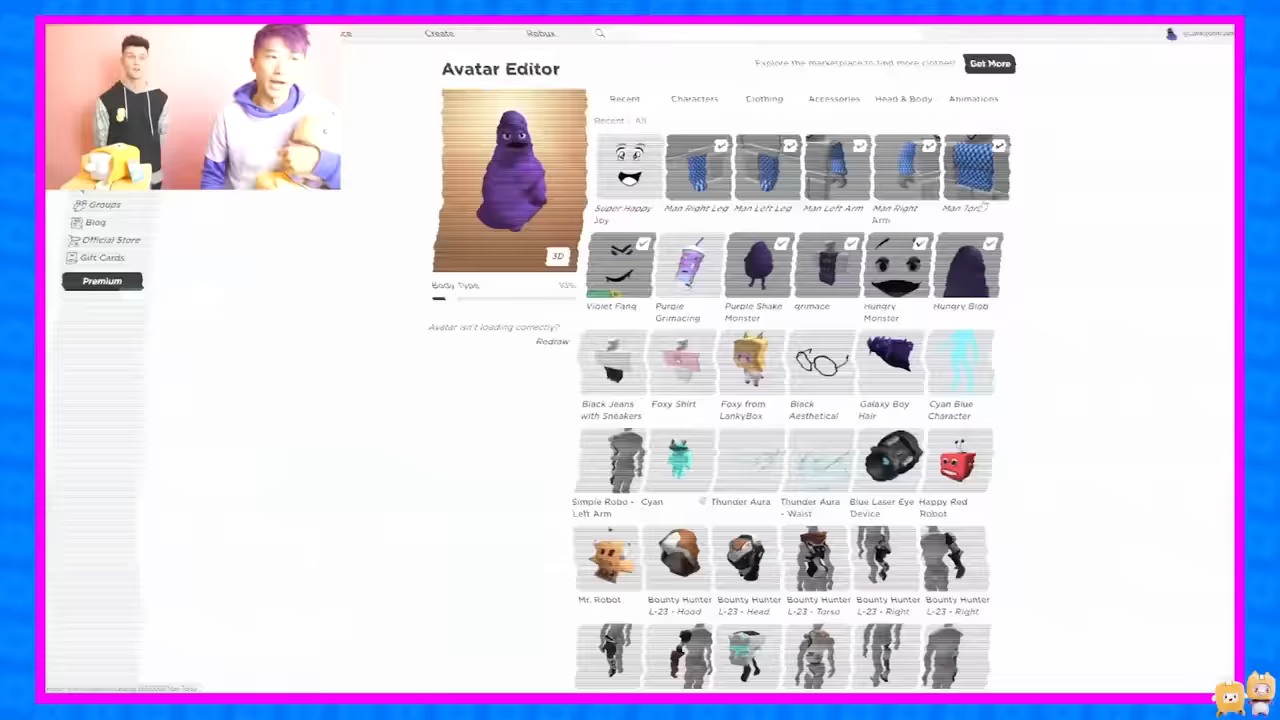 Create
Robux
Avatar Editor
Explore the marketplace to find more clothes!
Get More
Recent
Characters
Clothing
Accessories
Head & Body
Animations
Recent
All
Groups
Blog
Official Store
Gift Cards
Premium
3D
Body Type
10%
Avatar isn't loading correctly?
Redraw
Super Happy Joy
Man Right Leg
Man Left Leg
Man Left Arm
Man Right Arm
Man Torso
Violet Fang
Purple Grimacing
Purple Shake Monster
grimace
Hungry Monster
Hungry Blob
Black Jeans with Sneakers
Foxy Shirt
Foxy from LankyBox
Black Aesthetical
Galaxy Boy Hair
Cyan Blue Character
Simple Robo - Left Arm
Cyan
Thunder Aura
Thunder Aura - Waist
Blue Laser Eye Device
Happy Red Robot
Mr. Robot
Bounty Hunter L-23 - Hood
Bounty Hunter L-23 - Head
Bounty Hunter L-23 - Torso
Bounty Hunter L-23 - Right
Bounty Hunter L-23 - Right